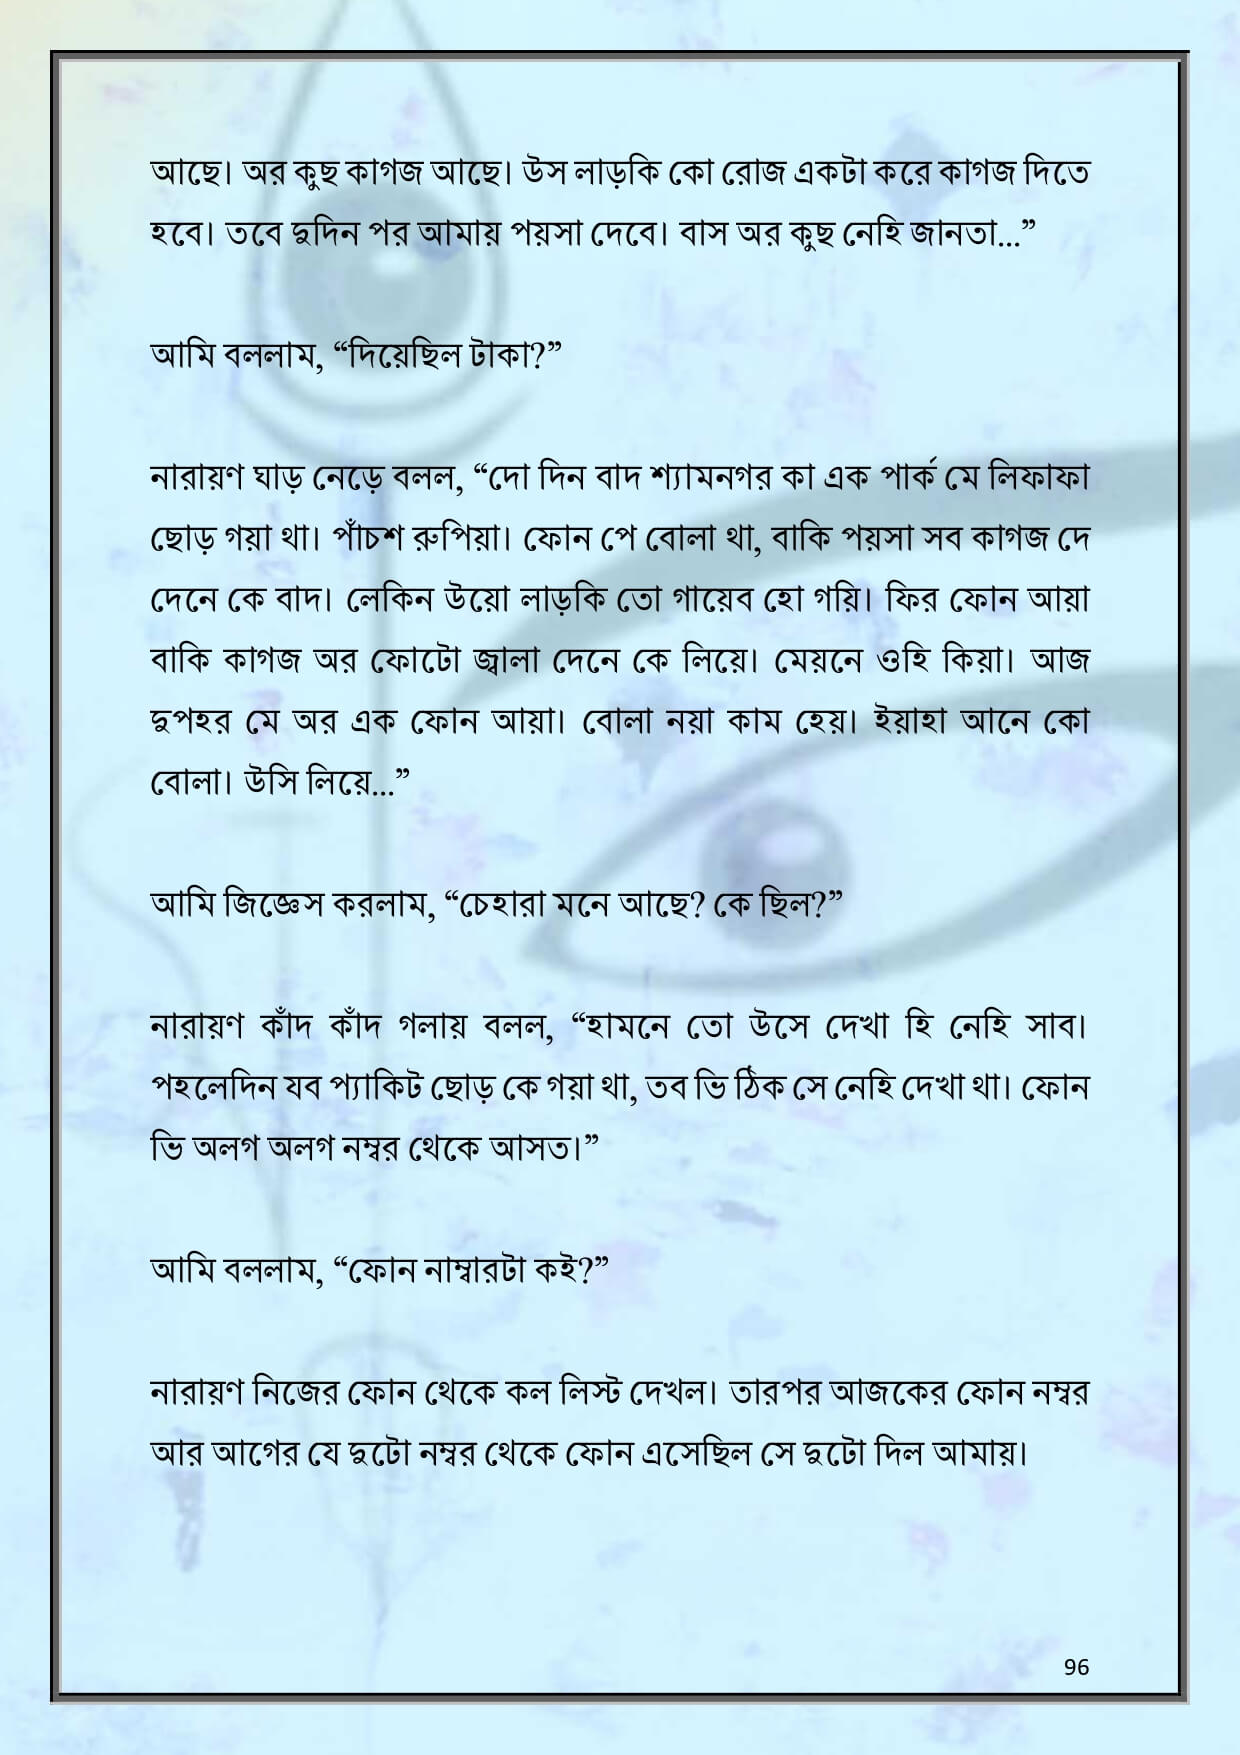 আছে। অর কুছ কাগজ আছে। উস লাড়কি কো রোজ একটা করে কাগজ দিতে
হবে। তবে দুদিন পর আমায় পয়সা দেবে। বাস অর কুছ নেহি জানতা...”
আমি বললাম, “দিয়েছিল টাকা?”
নারায়ণ ঘাড় নেড়ে বলল, “দো দিন বাদ শ্যামনগর কা এক পার্ক মে লিফাফা
ছোড় গয়া থা। পাঁচশ রুপিয়া। ফোন পে বোলা থা, বাকি পয়সা সব কাগজ দে
দেনে কে বাদ। লেকিন উয়ো লাড়কি তো গায়েব হো গয়ি। ফির ফোন আয়া
বাকি কাগজ অর ফোটো জ্বালা দেনে কে লিয়ে। মেয়নে ওহি কিয়া। আজ
দুপহর মে অর এক ফোন আয়া। বোলা নয়া কাম হেয়। ইয়াহা আনে কো
বোলা। উসি লিয়ে...”
আমি জিজ্ঞেস করলাম, “চেহারা মনে আছে? কে ছিল?”
নারায়ণ কাঁদ কাঁদ গলায় বলল, “হামনে তো উসে দেখা হি নেহি সাব।
পহলেদিন যব প্যাকিট ছোড় কে গয়া থা, তব ভি ঠিক সে নেহি দেখা থা। ফোন
ভি অলগ অলগ নম্বর থেকে আসত।”
আমি বললাম, “ফোন নাম্বারটা কই?”
নারায়ণ নিজের ফোন থেকে কল লিস্ট দেখল। তারপর আজকের ফোন নম্বর
আর আগের যে দুটো নম্বর থেকে ফোন এসেছিল সে দুটো দিল আমায়।
96